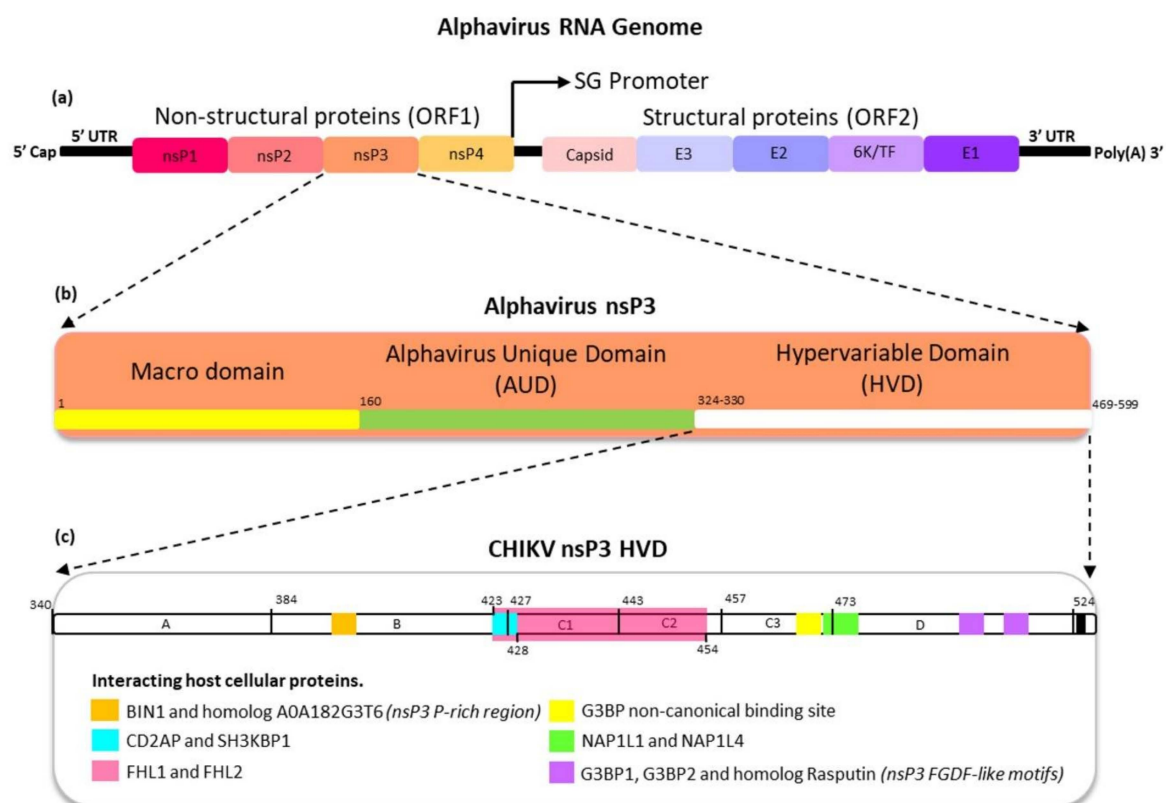 Alphavirus RNA Genome
(a)
SG Promoter
Non-structural proteins (ORF1)
Structural proteins (ORF2)
5' Cap
5' UTR
nsP1
nsP2
nsP3
nsP4
Capsid
E3
E2
6K/TF
E1
3' UTR
Poly(A) 3'
(b)
Alphavirus nsP3
Macro domain
Alphavirus Unique Domain
(AUD)
Hypervariable Domain
(HVD)
1
160
324-330
469-599
(c)
CHIKV nsP3 HVD
340
384
423
427
443
457
473
524
A
B
C1
C2
C3
D
428
454
Interacting host cellular proteins.
BIN1 and homolog A0A182G3T6 (nsP3 P-rich region)
CD2AP and SH3KBP1
FHL1 and FHL2
G3BP non-canonical binding site
NAP1L1 and NAP1L4
G3BP1, G3BP2 and homolog Rasputin (nsP3 FGDF-like motifs)